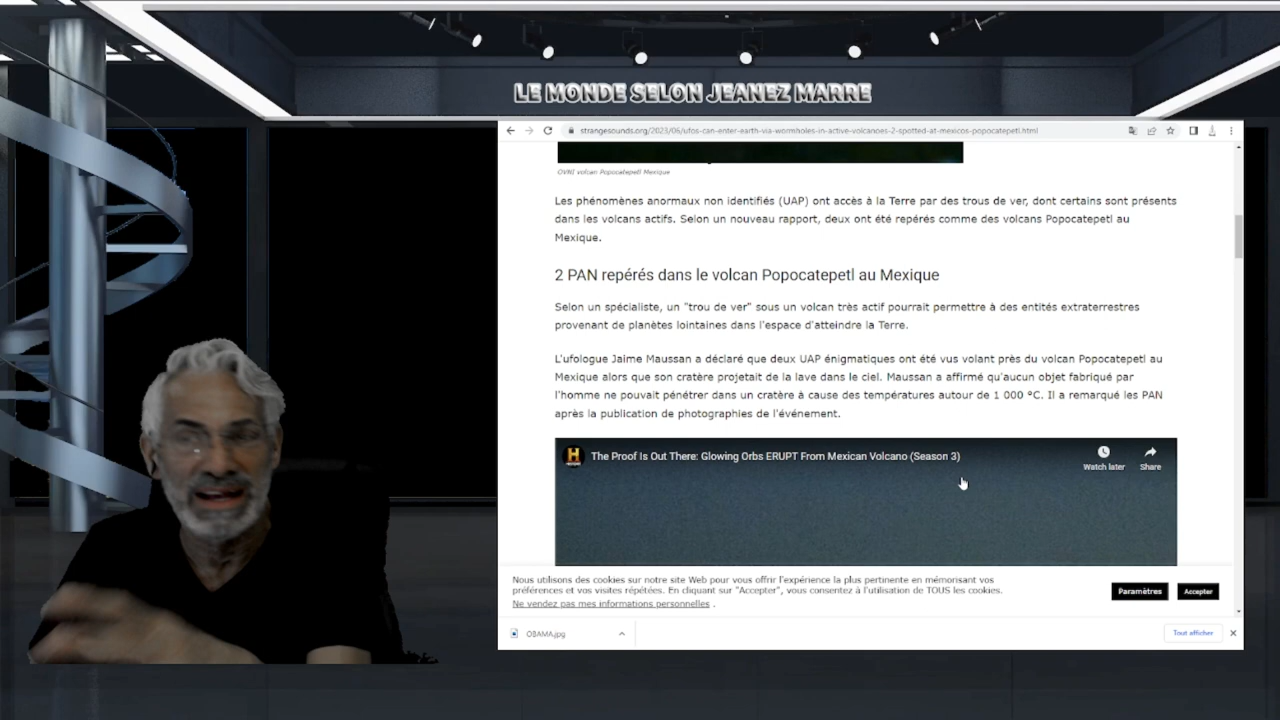 LE MONDE SELON JEANEZ MARRE
strangesounds.org/2023/06/ufos-can-enter-earth-via-wormholes-in-active-volcanoes-2-spotted-at-mexicos-popocatepetl.html
OVNI volcan Popocatepetl Mexique
Les phénomènes anormaux non identifiés (UAP) ont accès à la Terre par des trous de ver, dont certains sont présents
dans les volcans actifs. Selon un nouveau rapport, deux ont été repérés comme des volcans Popocatepetl au
Mexique.
2 PAN repérés dans le volcan Popocatepetl au Mexique
Selon un spécialiste, un "trou de ver" sous un volcan très actif pourrait permettre à des entités extraterrestres
provenant de planètes lointaines dans l'espace d'atteindre la Terre.
L'ufologue Jaime Maussan a déclaré que deux UAP énigmatiques ont été vus volant près du volcan Popocatepetl au
Mexique alors que son cratère projetait de la lave dans le ciel. Maussan a affirmé qu'aucun objet fabriqué par
l'homme ne pouvait pénétrer dans un cratère à cause des températures autour de 1 000 °C. Il a remarqué les PAN
après la publication de photographies de l'événement.
H
The Proof Is Out There: Glowing Orbs ERUPT From Mexican Volcano (Season 3)
Watch later
Share
Nous utilisons des cookies sur notre site Web pour vous offrir l'expérience la plus pertinente en mémorisant vos
préférences et vos visites répétées. En cliquant sur "Accepter", vous consentez à l'utilisation de TOUS les cookies.
Ne vendez pas mes informations personnelles .
Paramètres
Accepter
OBAMA.jpg
Tout afficher